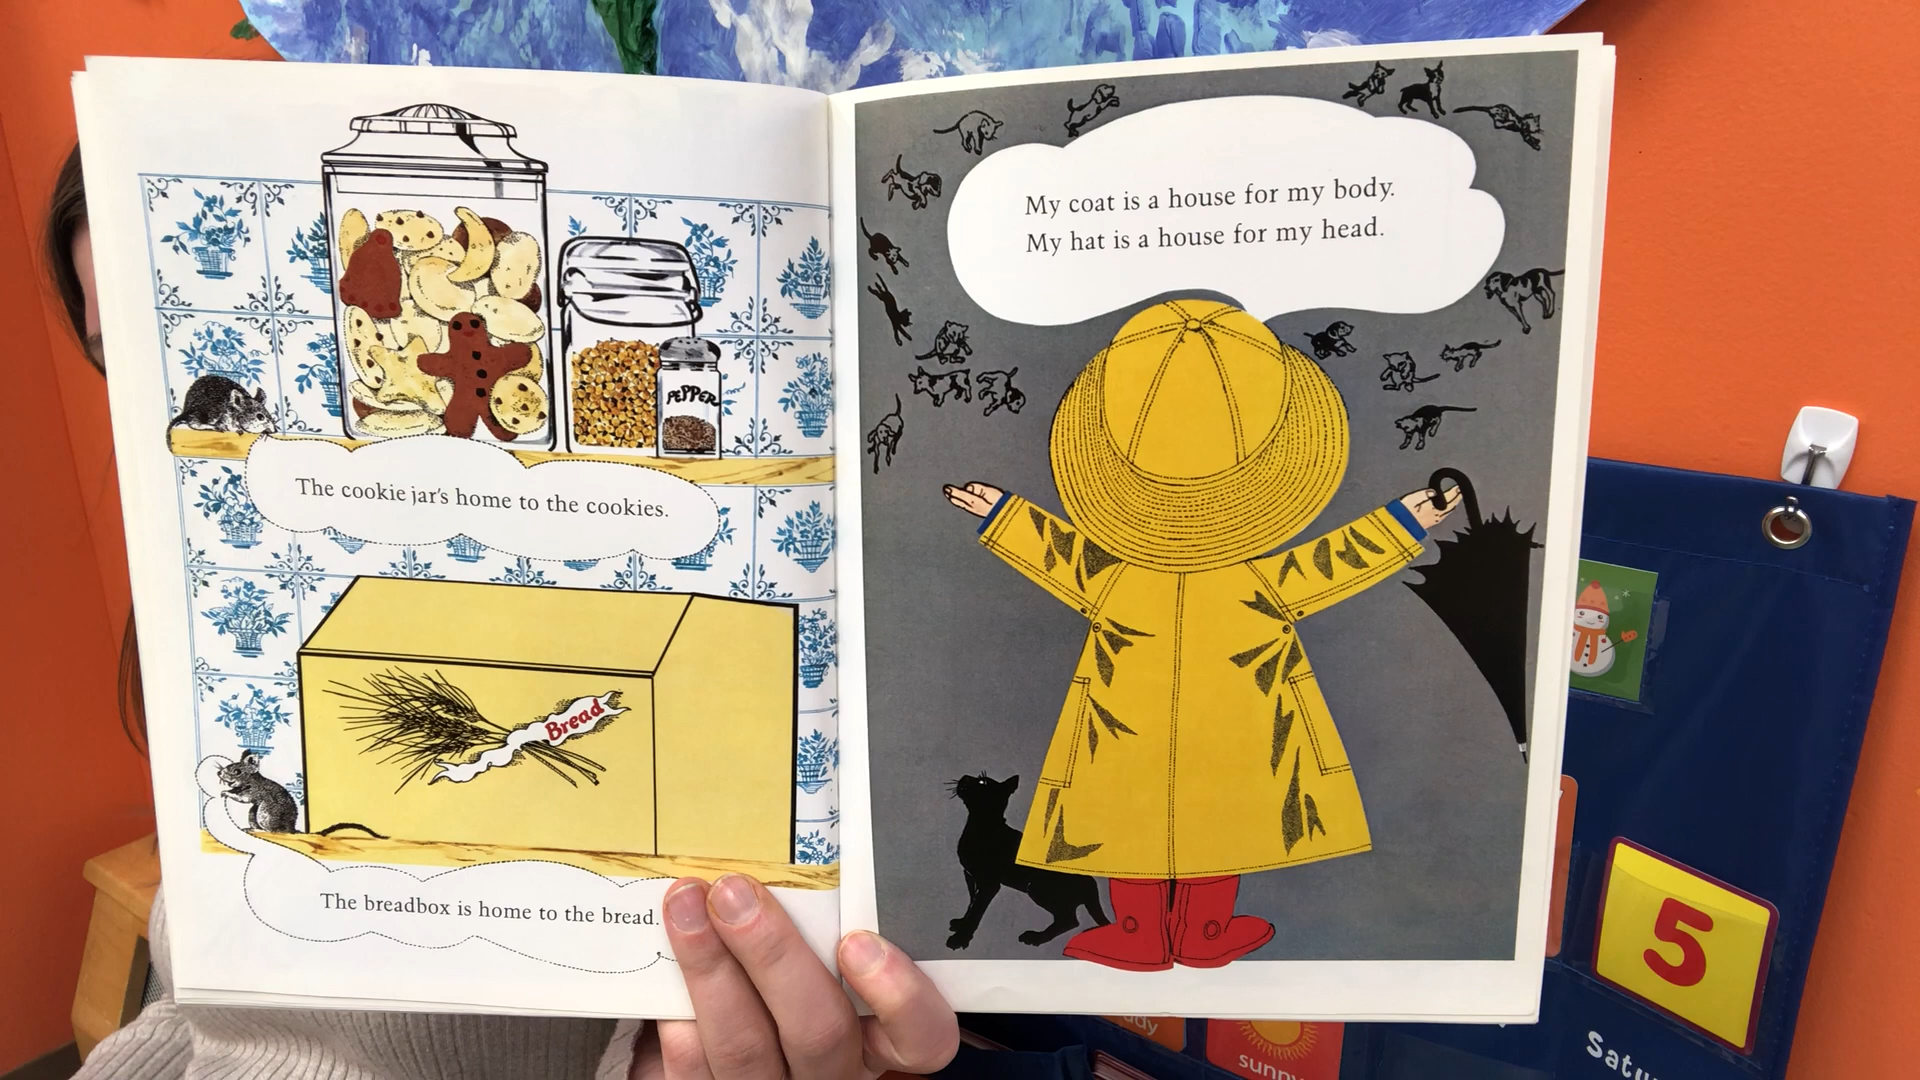 PEPPER
The cookie jar's home to the cookies.
Bread
The breadbox is home to the bread.
My coat is a house for my body.
My hat is a house for my head.
5
sunny